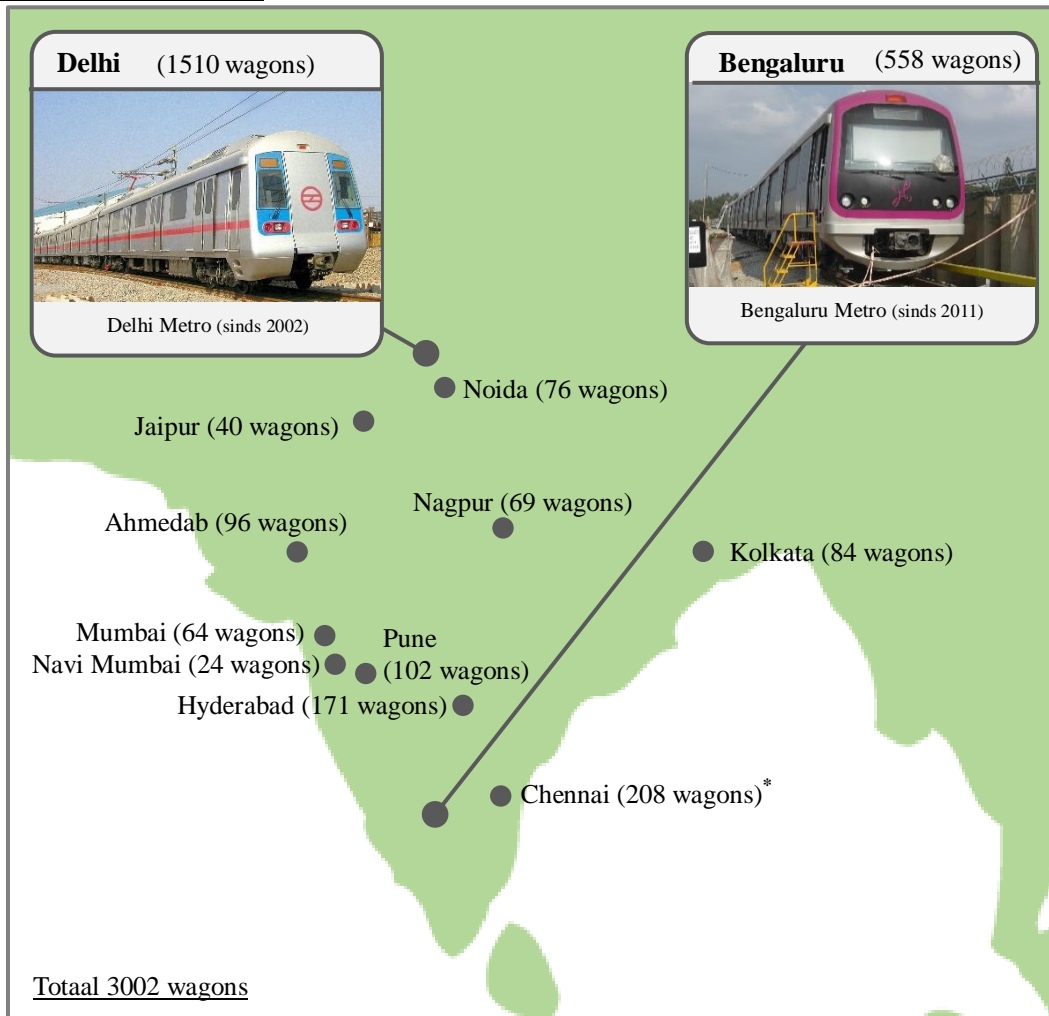 Delhi (1510 wagons)
Delhi Metro (sinds 2002)
Bengaluru (558 wagons)
Bengaluru Metro (sinds 2011)
Noida (76 wagons)
Jaipur (40 wagons)
Nagpur (69 wagons)
Ahmedab (96 wagons)
Kolkata (84 wagons)
Mumbai (64 wagons)
Pune
(102 wagons)
Navi Mumbai (24 wagons)
Hyderabad (171 wagons)
Chennai (208 wagons)*
Totaal 3002 wagons